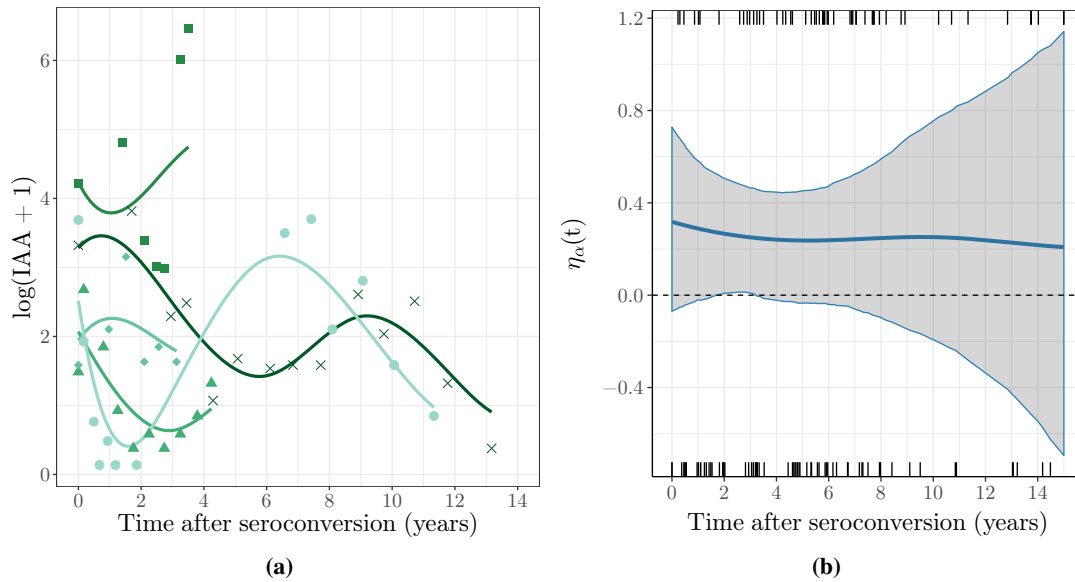 6
4
2
0
log(IAA + 1)
0 2 4 6 8 10 12 14
Time after seroconversion (years)
(a)
1.2
0.8
0.4
0.0
−0.4
η_α(t)
0 2 4 6 8 10 12 14
Time after seroconversion (years)
(b)